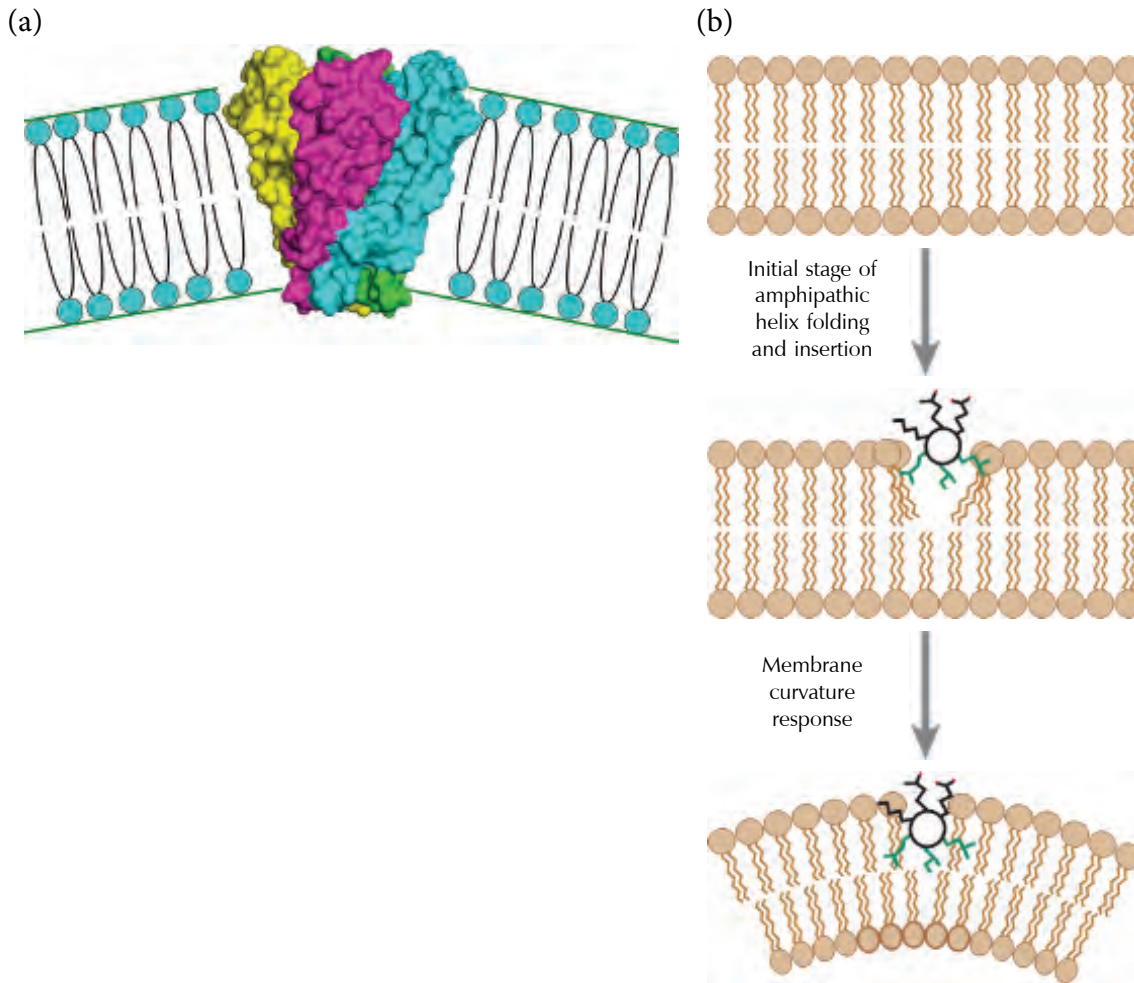 (a)
(b)
Initial stage of
amphipathic
helix folding
and insertion
Membrane
curvature
response